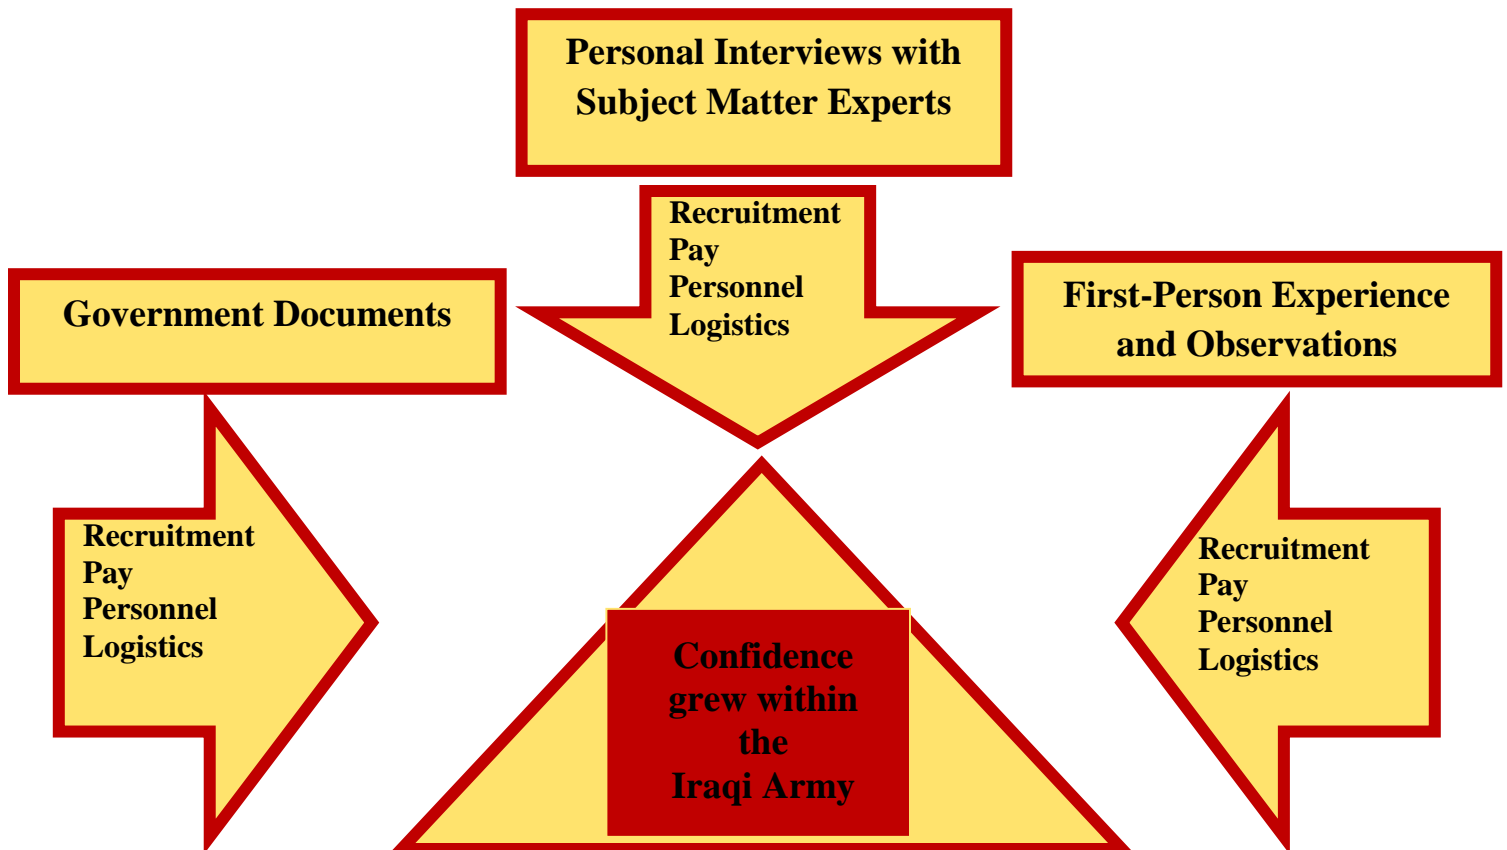 Personal Interviews with
Subject Matter Experts
Recruitment
Pay
Personnel
Logistics
Government Documents
First-Person Experience
and Observations
Recruitment
Pay
Personnel
Logistics
Recruitment
Pay
Personnel
Logistics
Confidence
grew within
the
Iraqi Army